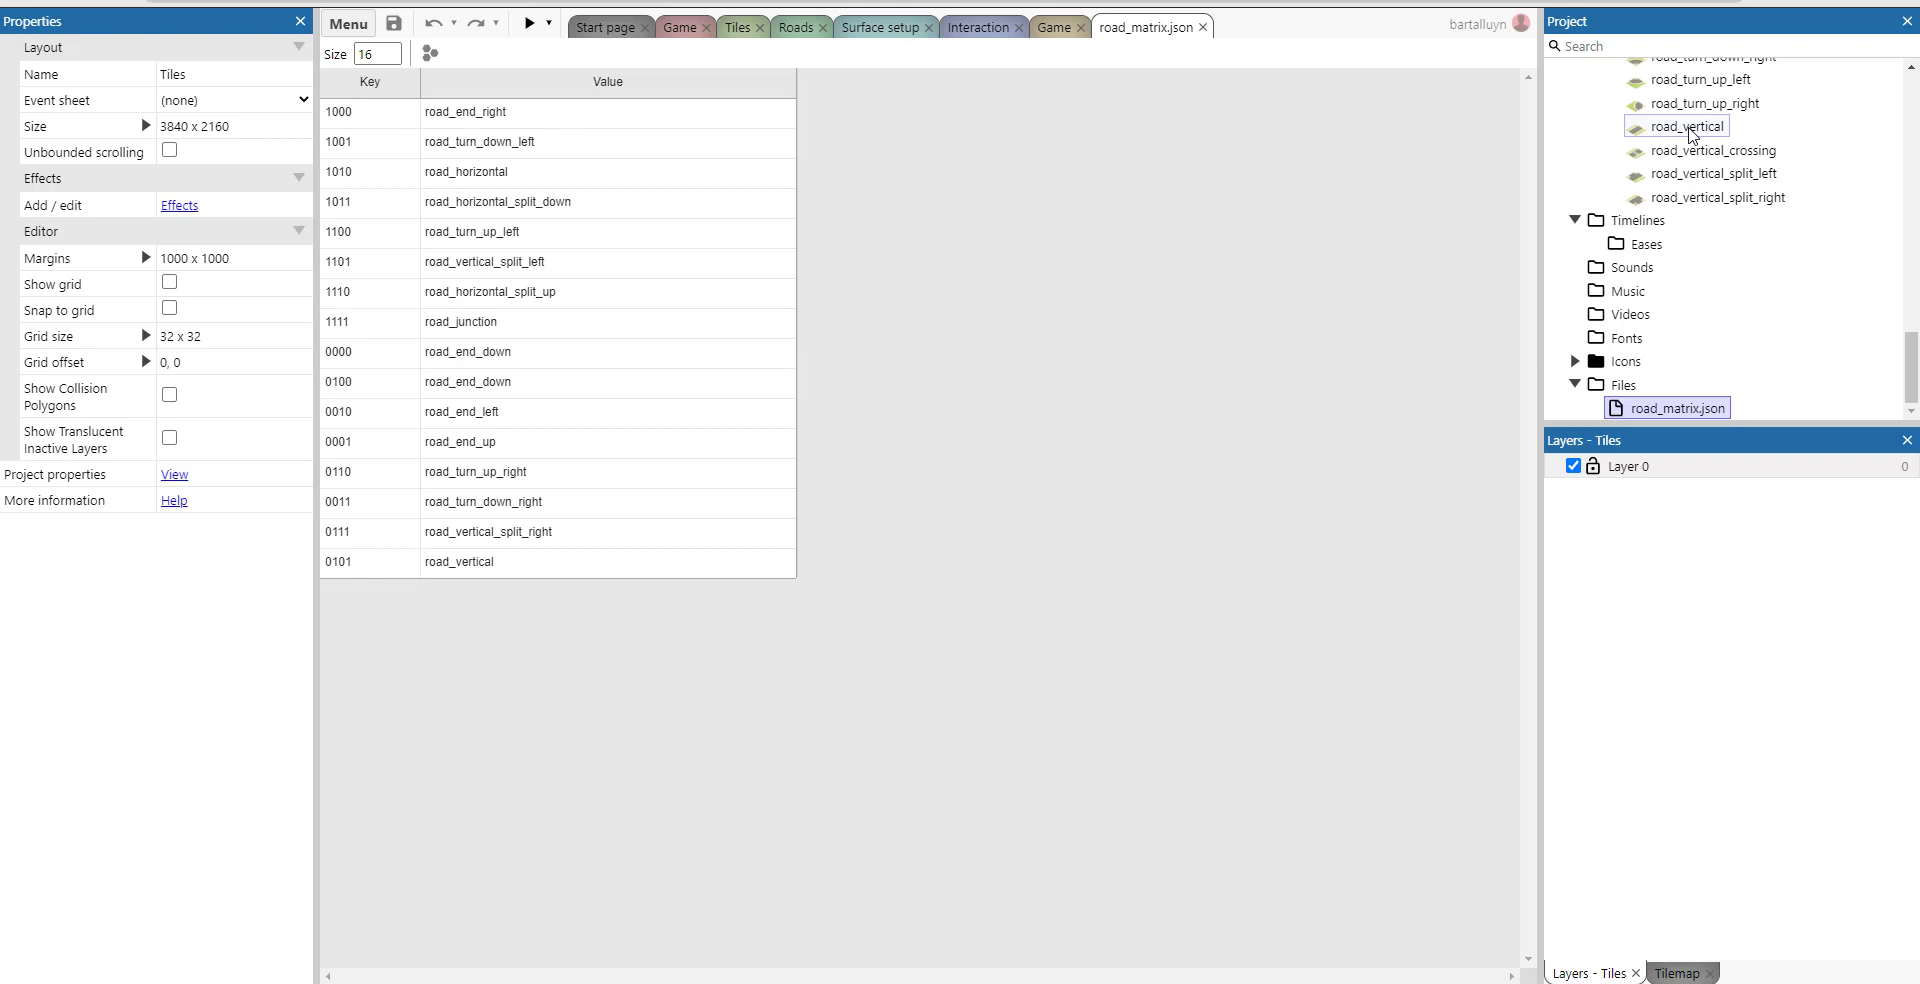 Properties
Layout
Name Tiles
Event sheet (none)
Size 3840 x 2160
Unbounded scrolling
Effects
Add / edit Effects
Editor
Margins 1000 x 1000
Show grid
Snap to grid
Grid size 32 x 32
Grid offset 0, 0
Show Collision
Polygons
Show Translucent
Inactive Layers
Project properties View
More information Help
Menu
Start page Game Tiles Roads Surface setup Interaction Game road_matrix.json
bartalluyn
Size 16
Key Value
1000 road_end_right
1001 road_turn_down_left
1010 road_horizontal
1011 road_horizontal_split_down
1100 road_turn_up_left
1101 road_vertical_split_left
1110 road_horizontal_split_up
1111 road_junction
0000 road_end_down
0100 road_end_down
0010 road_end_left
0001 road_end_up
0110 road_turn_up_right
0011 road_turn_down_right
0111 road_vertical_split_right
0101 road_vertical
Project
Search
road_turn_down_right
road_turn_up_left
road_turn_up_right
road_vertical
road_vertical_crossing
road_vertical_split_left
road_vertical_split_right
Timelines
Eases
Sounds
Music
Videos
Fonts
Icons
Files
road_matrix.json
Layers - Tiles
Layer 0 0
Layers - Tiles Tilemap